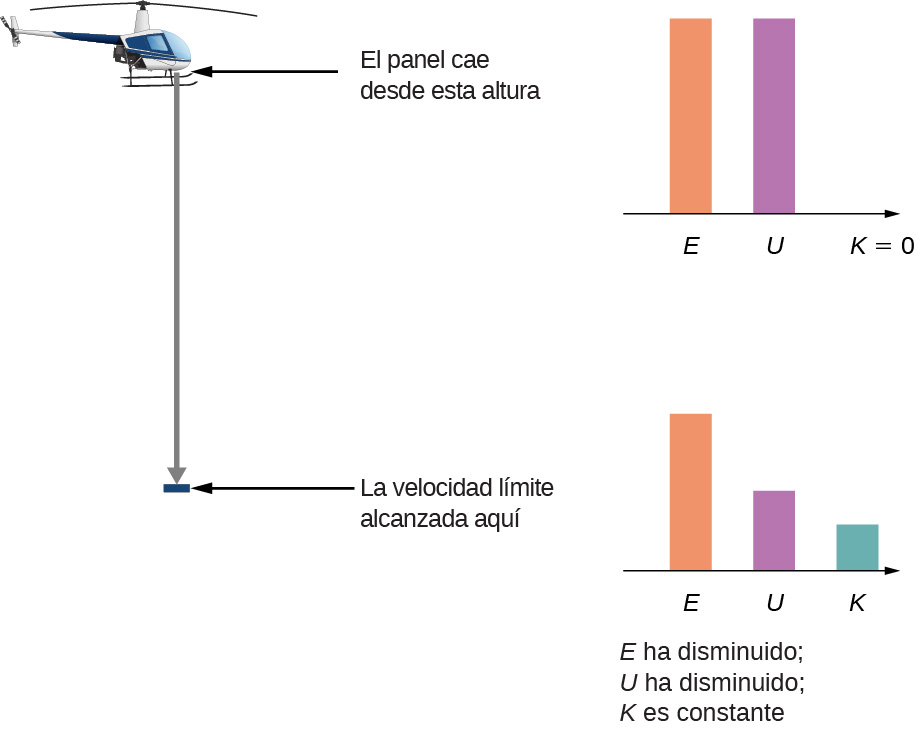 El panel cae
desde esta altura
E U K = 0
La velocidad límite
alcanzada aquí
E U K
E ha disminuido;
U ha disminuido;
K es constante